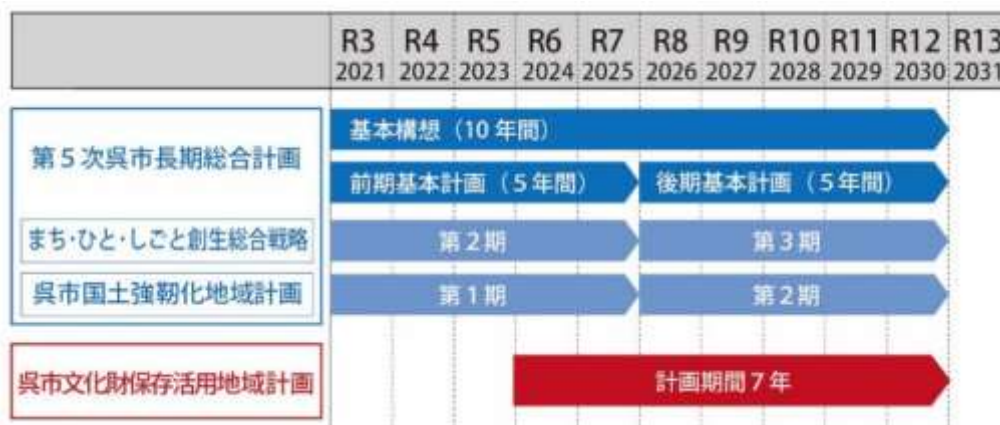 R3 R4 R5 R6 R7 R8 R9 R10 R11 R12 R13
2021 2022 2023 2024 2025 2026 2027 2028 2029 2030 2031
第5次呉市長期総合計画
基本構想（10年間）
前期基本計画（5年間） 後期基本計画（5年間）
まち・ひと・しごと創生総合戦略 第2期 第3期
呉市国土強靭化地域計画 第1期 第2期
呉市文化財保存活用地域計画 計画期間7年